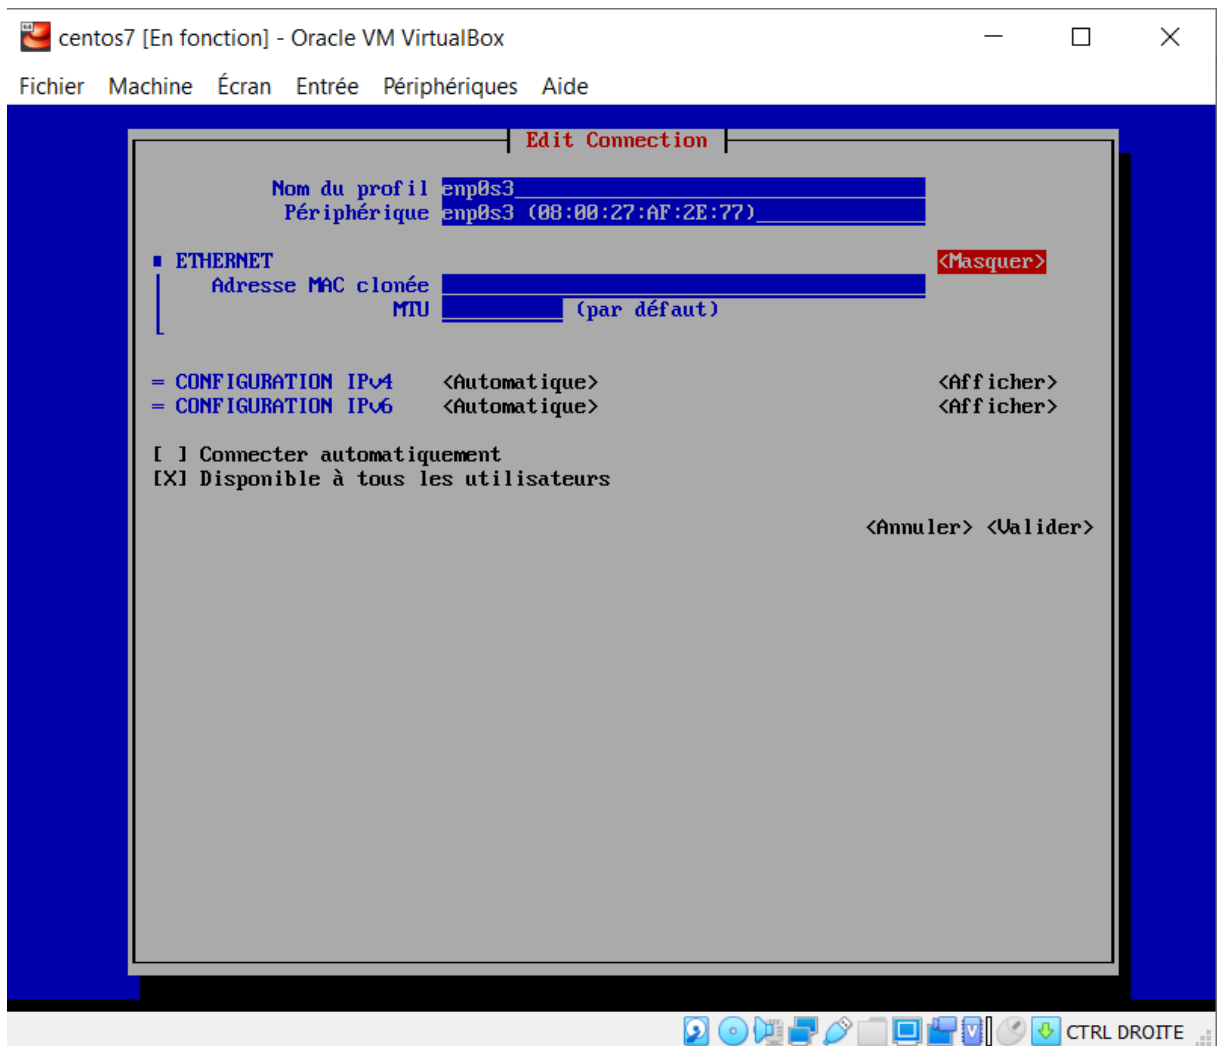 centos7 [En fonction] - Oracle VM VirtualBox
Fichier Machine Écran Entrée Périphériques Aide
Edit Connection
Nom du profil enp0s3
Périphérique enp0s3 (08:00:27:AF:2E:77)
ETHERNET <Masquer>
Adresse MAC clonée
MTU (par défaut)
= CONFIGURATION IPv4 <Automatique> <Afficher>
= CONFIGURATION IPv6 <Automatique> <Afficher>
[ ] Connecter automatiquement
[X] Disponible à tous les utilisateurs
<Annuler> <Valider>
CTRL DROITE